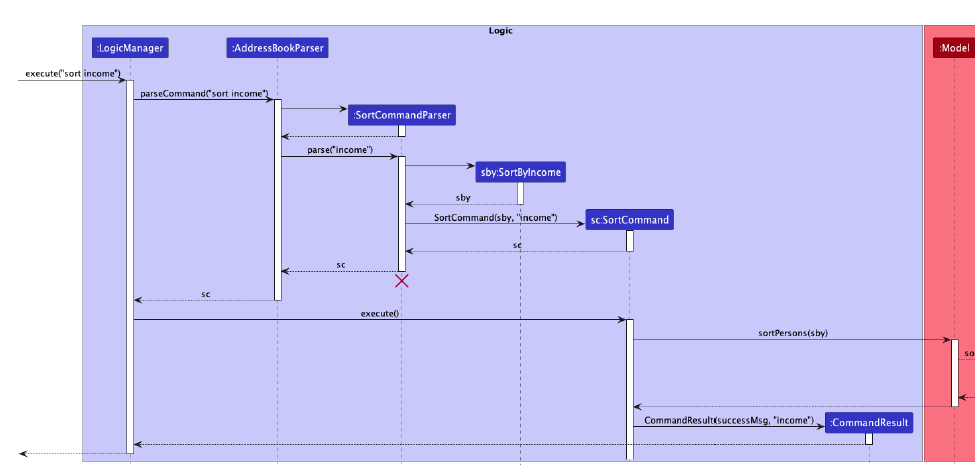 Logic
:LogicManager
:AddressBookParser
:Model
execute("sort income")
parseCommand("sort income")
:SortCommandParser
parse("income")
sby:SortByIncome
sby
SortCommand(sby, "income")
sc:SortCommand
sc
sc
sc
execute()
sortPersons(sby)
so
CommandResult(successMsg, "income")
:CommandResult